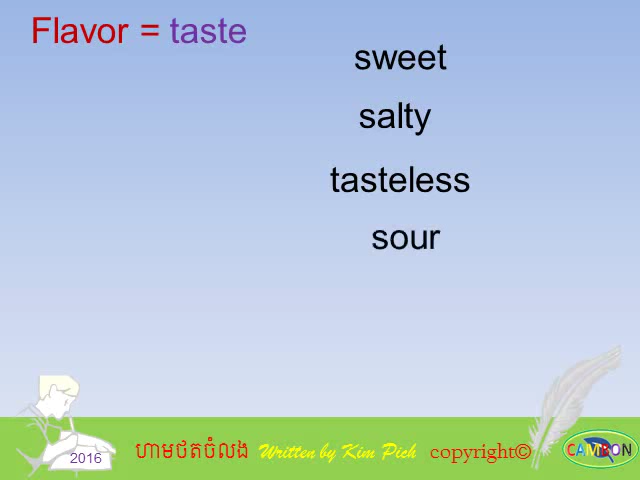 Flavor = taste
sweet
salty
tasteless
sour
2016
ហាមថតចំលង Written by Kim Pich copyright©
CAMBON